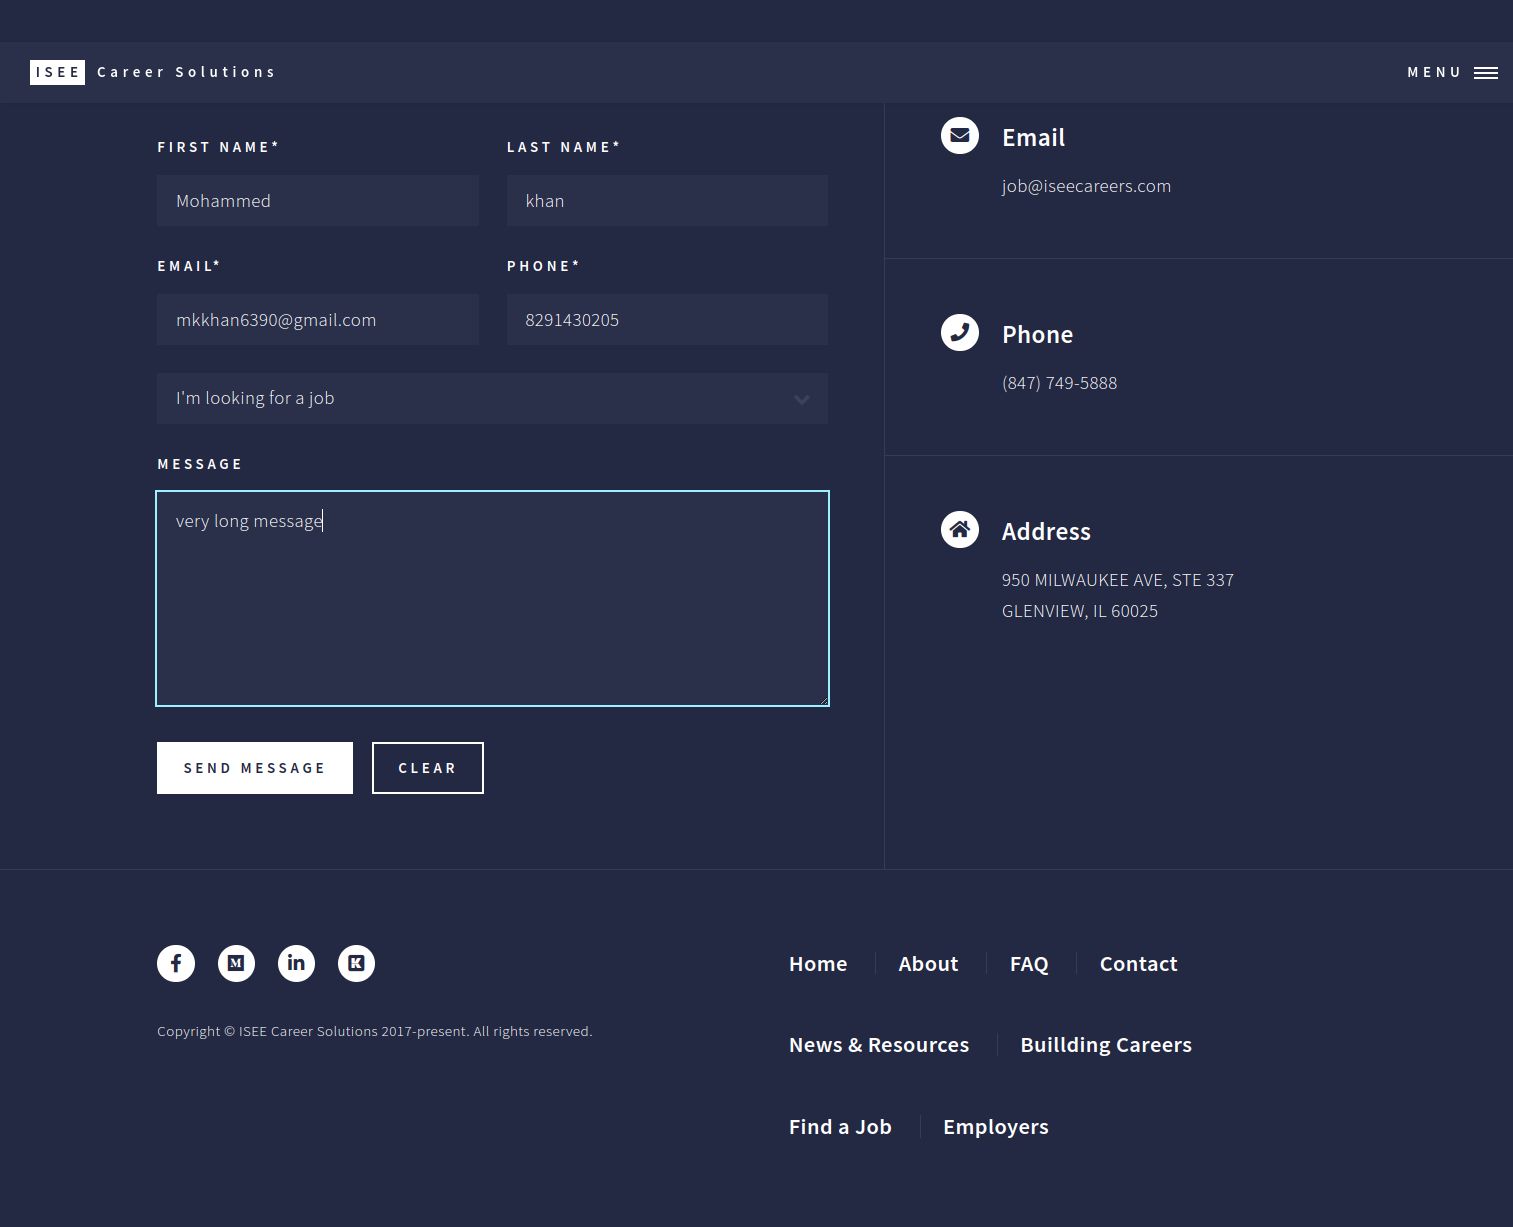 ISEE Career Solutions
MENU
FIRST NAME*
LAST NAME*
Mohammed
khan
EMAIL*
PHONE*
mkkhan6390@gmail.com
8291430205
I'm looking for a job
MESSAGE
very long message
SEND MESSAGE
CLEAR
Email
job@iseecareers.com
Phone
(847) 749-5888
Address
950 MILWAUKEE AVE, STE 337
GLENVIEW, IL 60025
Copyright © ISEE Career Solutions 2017-present. All rights reserved.
Home
About
FAQ
Contact
News & Resources
Buillding Careers
Find a Job
Employers